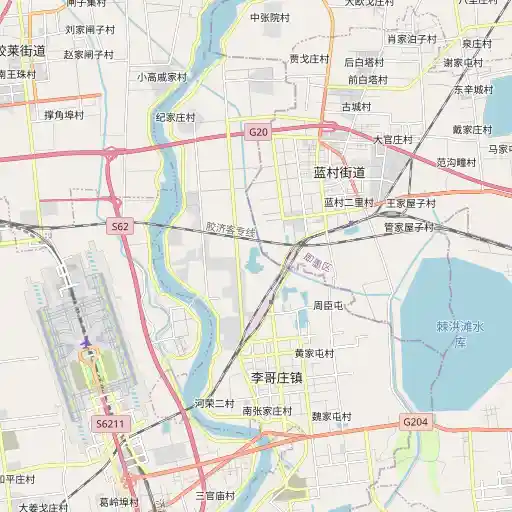 闸子集村
中张院村
大欧戈庄村
刘家闸子村
肖家泊子村
泉庄村
胶莱街道
赵家闸子村
贾戈庄村
后白塔村
谢家屯村
南王珠村
小高戚家村
前白塔村
东辛城村
撑角埠村
纪家庄村
古城村
G20
戴家庄村
大官庄村
马家
范沟疃村
蓝村街道
蓝村二里村
王家屋子村
S62
胶济客专线
管家屋子村
即墨区
周臣屯
棘洪滩水
库
黄家屯村
李哥庄镇
河荣二村
南张家庄村
魏家屯村
S6211
G204
和平庄村
大姜戈庄村
葛岭埠村
三官庙村